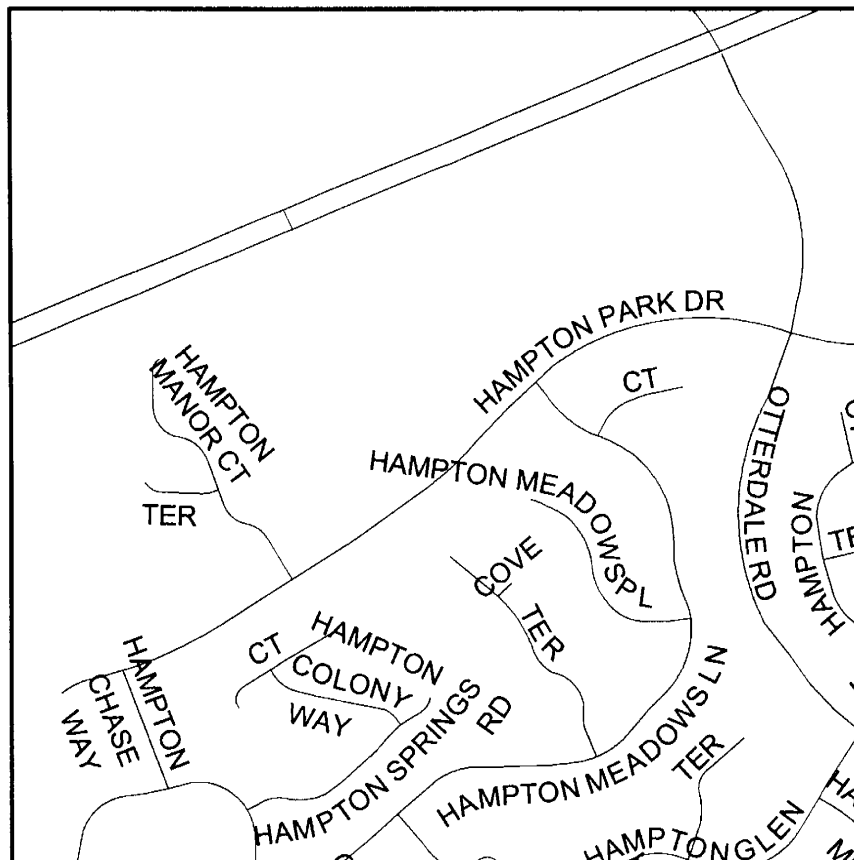 HAMPTON PARK DR
CT
HAMPTON
MANOR CT
TER
HAMPTON MEADOWS PL
OTTERDALE RD
HAMPTON
COVE
TER
HAMPTON
COLONY
WAY
CT
HAMPTON
CHASE
WAY
HAMPTON SPRINGS
RD
HAMPTON MEADOWS LN
TER
HAMPTON GLEN